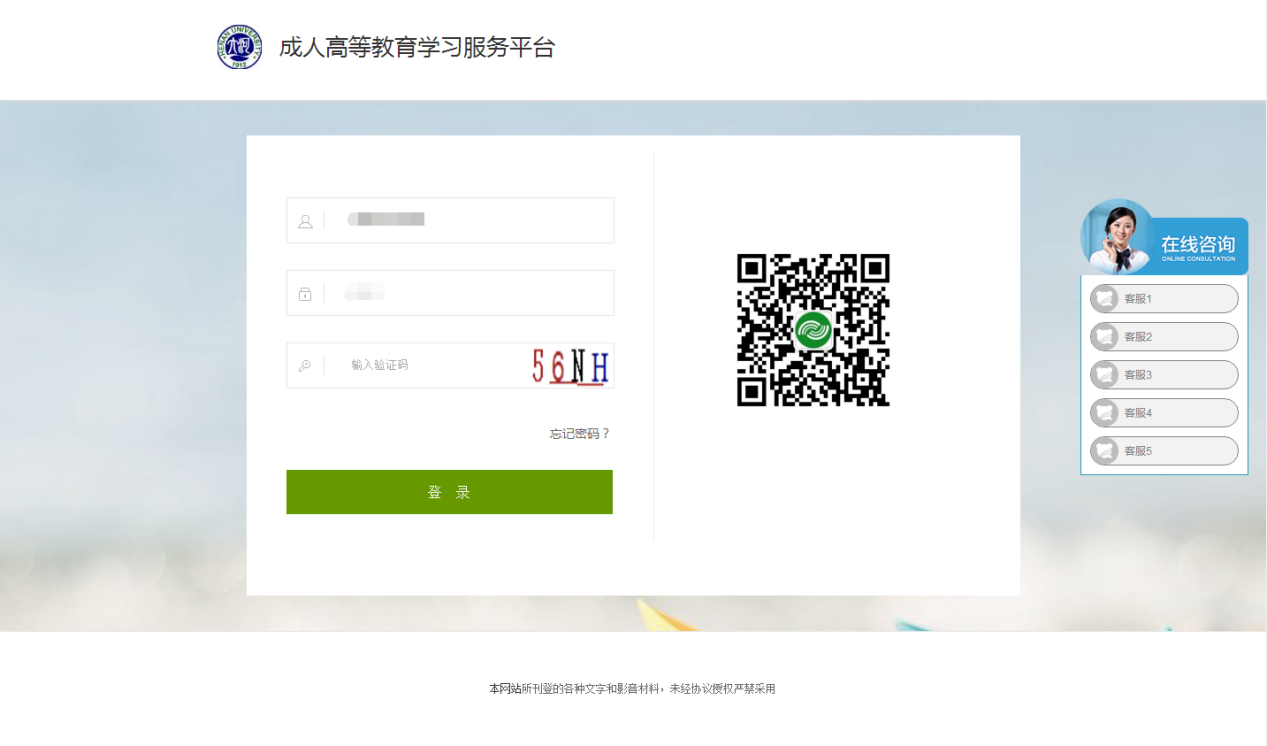 HENAN UNIVERSITY
1912
成人高等教育学习服务平台
输入验证码
56NH
忘记密码？
登 录
在线咨询
ONLINE CONSULTATION
客服1
客服2
客服3
客服4
客服5
本网站所刊登的各种文字和影音材料，未经协议授权严禁采用